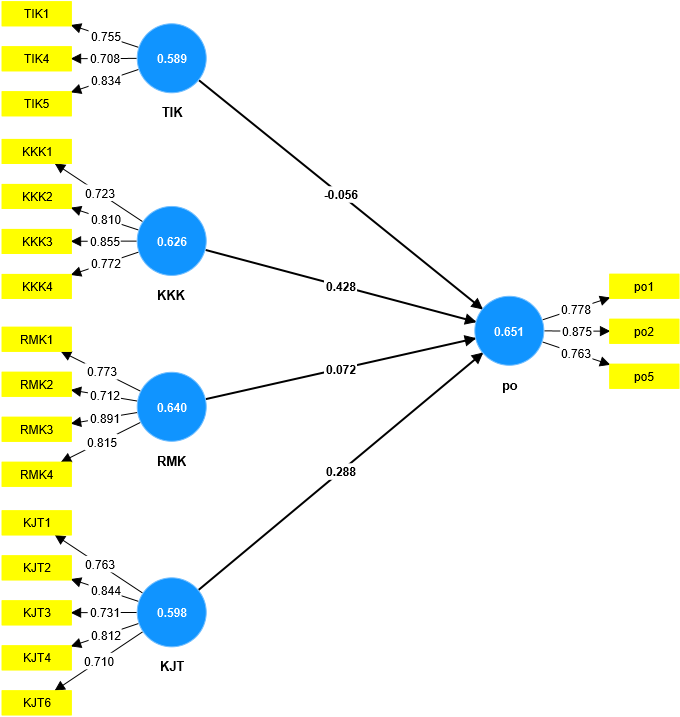 TIK1
0.755
TIK4
0.708
0.589
TIK5
0.834
TIK
KKK1
0.723
KKK2
0.810
KKK3
0.855
0.626
KKK4
0.772
KKK
RMK1
0.773
RMK2
0.712
0.640
RMK3
0.891
RMK4
0.815
RMK
KJT1
0.763
KJT2
0.844
KJT3
0.731
0.598
KJT4
0.812
KJT6
0.710
KJT
-0.056
0.428
0.072
0.288
0.651
po
0.778
po1
0.875
po2
0.763
po5